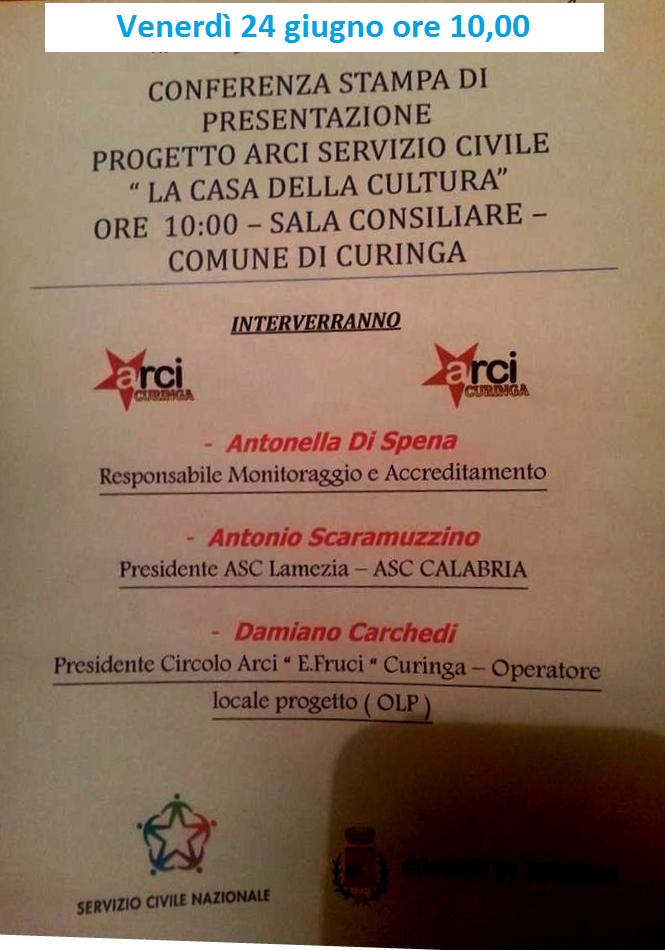 Venerdì 24 giugno ore 10,00
CONFERENZA STAMPA DI
PRESENTAZIONE
PROGETTO ARCI SERVIZIO CIVILE
“ LA CASA DELLA CULTURA”
ORE 10:00 – SALA CONSILIARE –
COMUNE DI CURINGA
INTERVERRANNO
arci CURINGA
arci CURINGA
- Antonella Di Spena
Responsabile Monitoraggio e Accreditamento
- Antonio Scaramuzzino
Presidente ASC Lamezia – ASC CALABRIA
- Damiano Carchedi
Presidente Circolo Arci “ E.Fruci “ Curinga – Operatore
locale progetto ( OLP )
SERVIZIO CIVILE NAZIONALE
COMUNE DI CURINGA